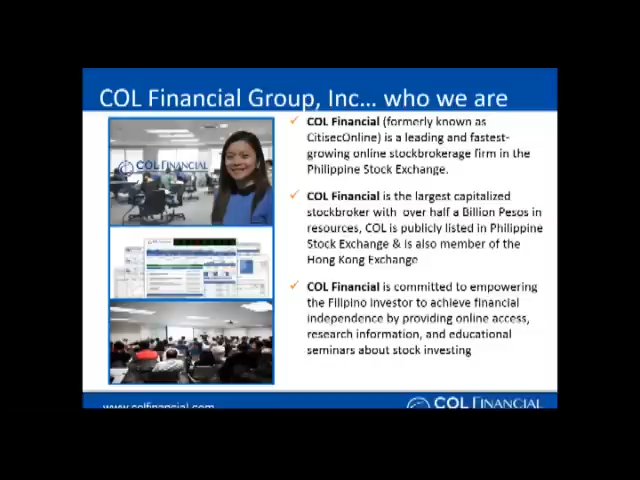 COL Financial Group, Inc... who we are
COL FINANCIAL
✓ COL Financial (formerly known as
CitisecOnline) is a leading and fastest-
growing online stockbrokerage firm in the
Philippine Stock Exchange.
✓ COL Financial is the largest capitalized
stockbroker with over half a Billion Pesos in
resources, COL is publicly listed in Philippine
Stock Exchange & is also member of the
Hong Kong Exchange
✓ COL Financial is committed to empowering
the Filipino investor to achieve financial
independence by providing online access,
research information, and educational
seminars about stock investing
www.colfinancial.com
COL FINANCIAL